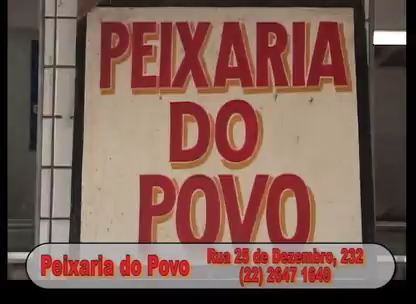 PEIXARIA
DO
POVO
Peixaria do Povo
Rua 25 de Dezembro, 232
(22) 2647 1648